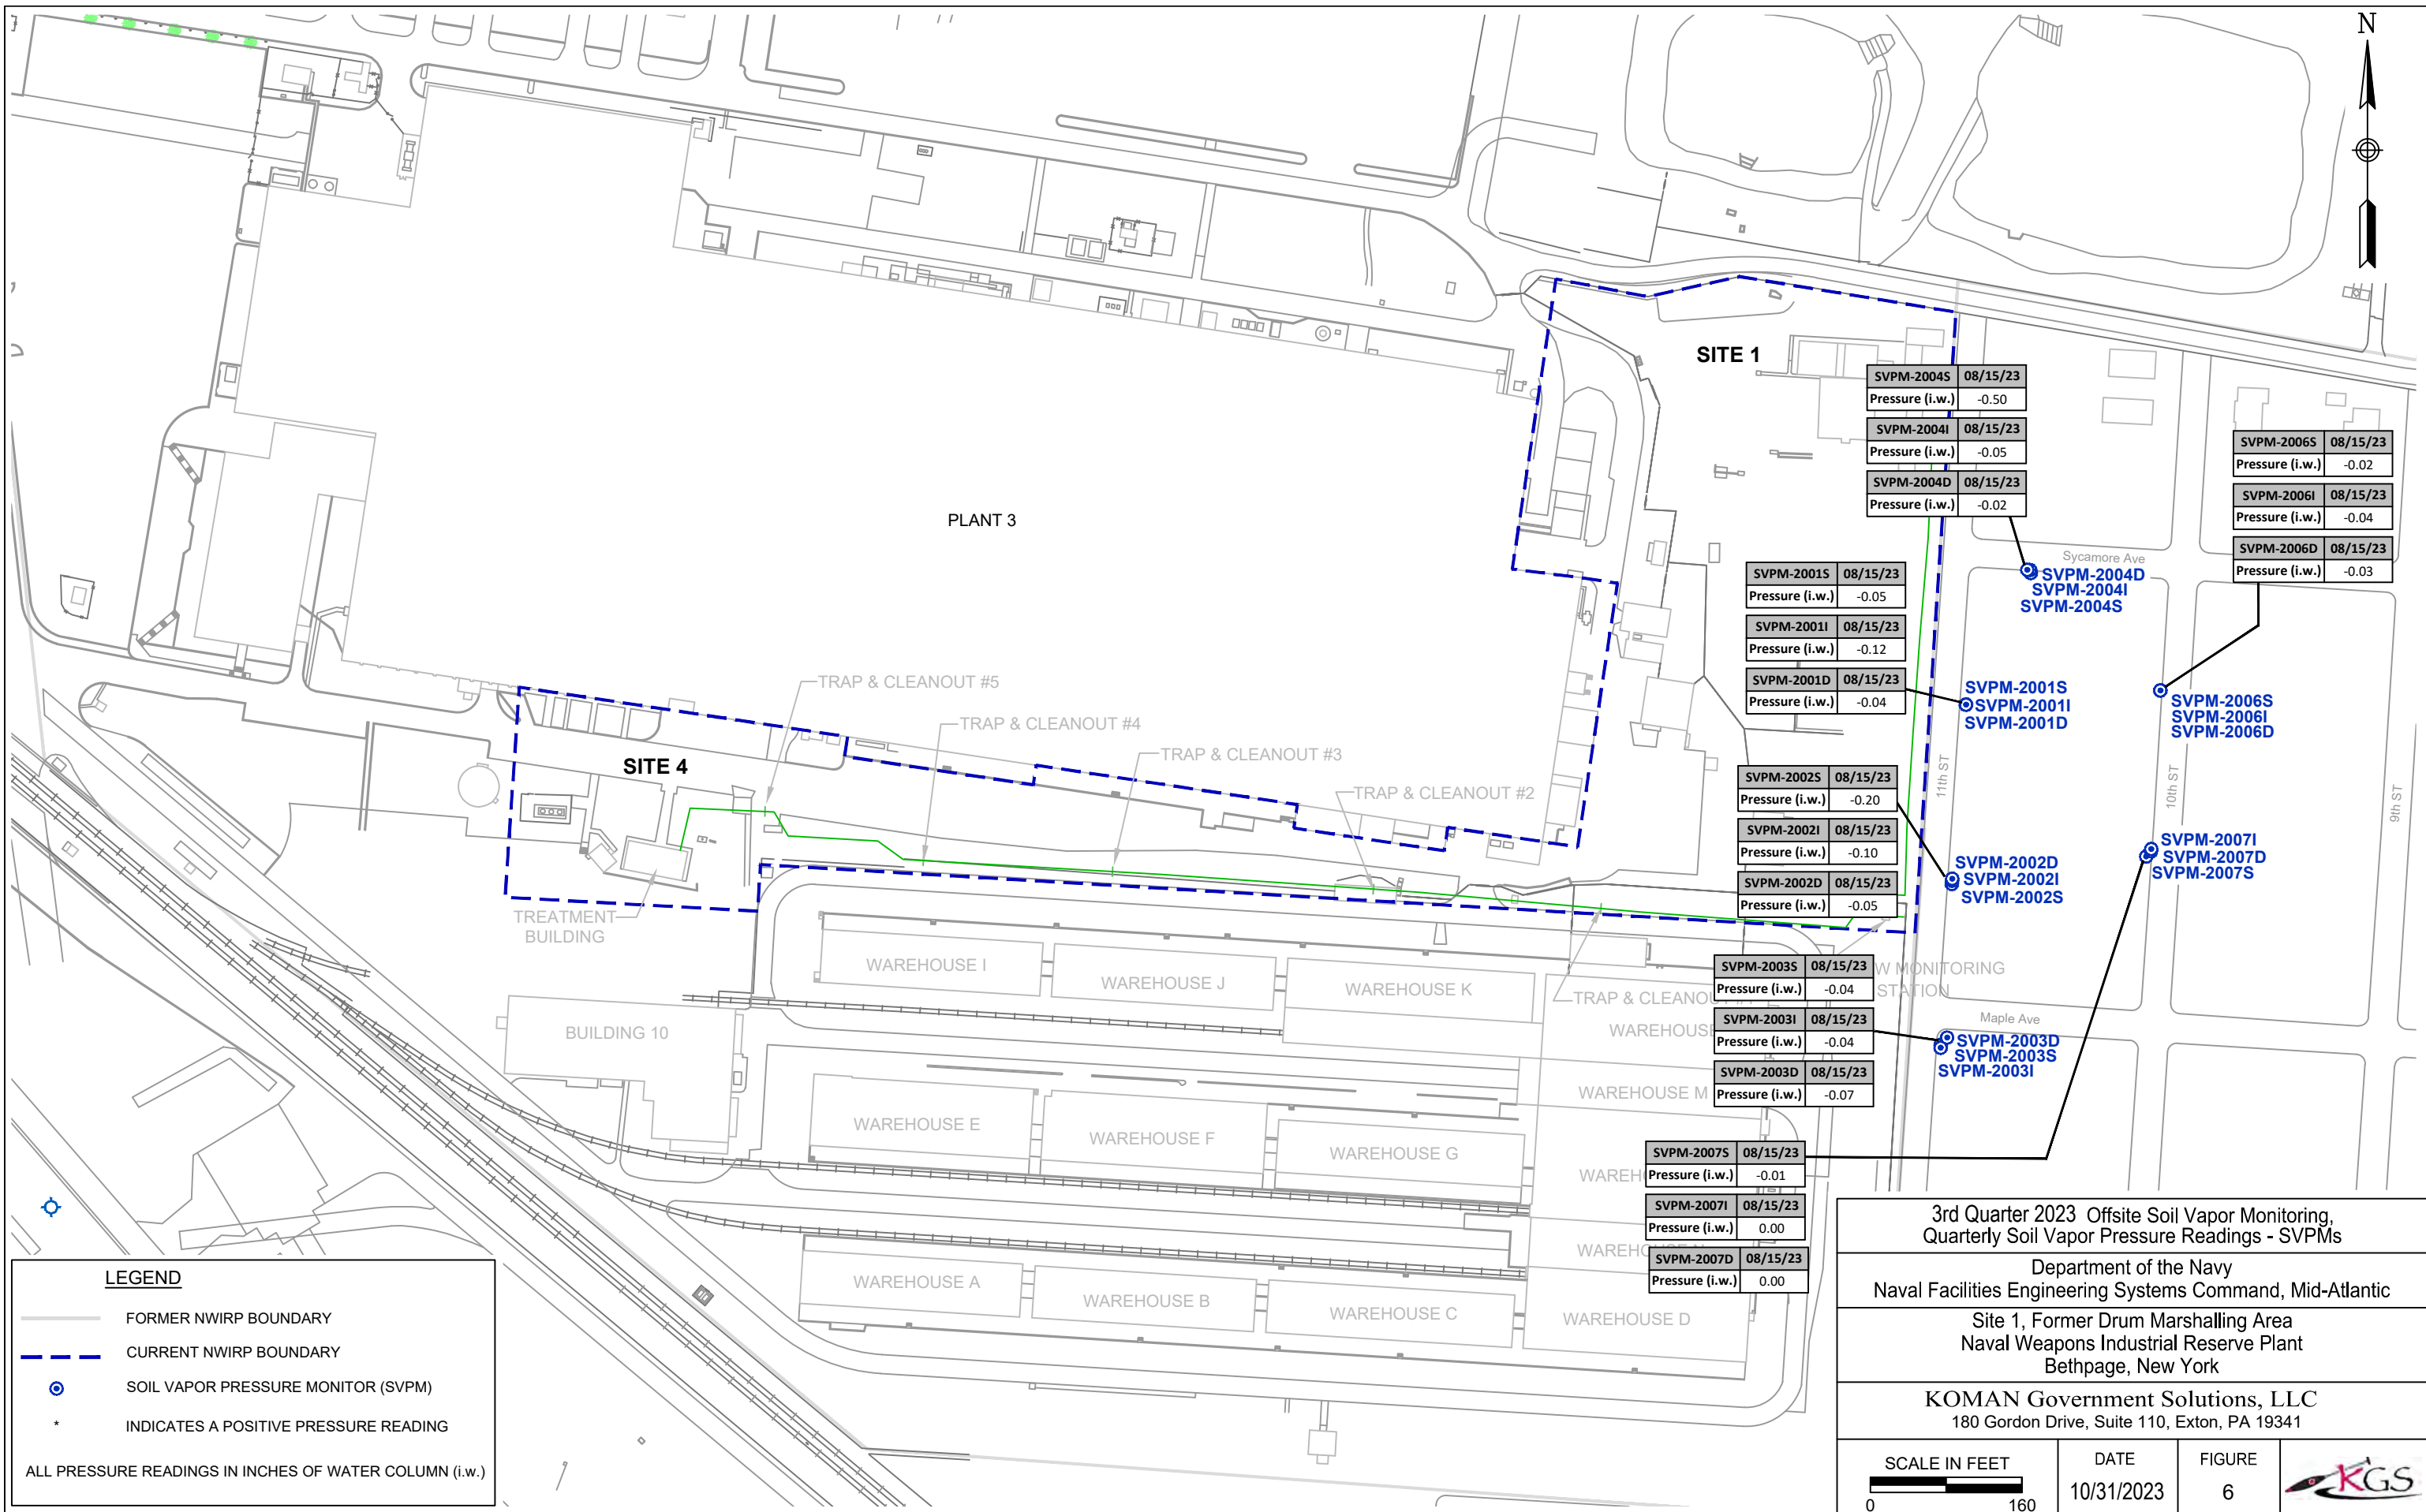 N
SITE 1
PLANT 3
SITE 4
SVPM-2004S 08/15/23
Pressure (i.w.) -0.50
SVPM-2004I 08/15/23
Pressure (i.w.) -0.05
SVPM-2004D 08/15/23
Pressure (i.w.) -0.02
SVPM-2006S 08/15/23
Pressure (i.w.) -0.02
SVPM-2006I 08/15/23
Pressure (i.w.) -0.04
SVPM-2006D 08/15/23
Pressure (i.w.) -0.03
Sycamore Ave
SVPM-2004D
SVPM-2004I
SVPM-2004S
SVPM-2001S 08/15/23
Pressure (i.w.) -0.05
SVPM-2001I 08/15/23
Pressure (i.w.) -0.12
SVPM-2001D 08/15/23
Pressure (i.w.) -0.04
SVPM-2001S
SVPM-2001I
SVPM-2001D
SVPM-2006S
SVPM-2006I
SVPM-2006D
TRAP & CLEANOUT #5
TRAP & CLEANOUT #4
TRAP & CLEANOUT #3
TRAP & CLEANOUT #2
11th ST
10th ST
9th ST
SVPM-2002S 08/15/23
Pressure (i.w.) -0.20
SVPM-2002I 08/15/23
Pressure (i.w.) -0.10
SVPM-2002D 08/15/23
Pressure (i.w.) -0.05
SVPM-2002D
SVPM-2002I
SVPM-2002S
SVPM-2007I
SVPM-2007D
SVPM-2007S
TREATMENT
BUILDING
WAREHOUSE I
WAREHOUSE J
WAREHOUSE K
TRAP & CLEANOU
WAREHOUSE
W MONITORING
STATION
Maple Ave
SVPM-2003S 08/15/23
Pressure (i.w.) -0.04
SVPM-2003I 08/15/23
Pressure (i.w.) -0.04
SVPM-2003D 08/15/23
Pressure (i.w.) -0.07
SVPM-2003D
SVPM-2003S
SVPM-2003I
BUILDING 10
WAREHOUSE M
WAREHOUSE E
WAREHOUSE F
WAREHOUSE G
WAREH
SVPM-2007S 08/15/23
Pressure (i.w.) -0.01
SVPM-2007I 08/15/23
Pressure (i.w.) 0.00
SVPM-2007D 08/15/23
Pressure (i.w.) 0.00
WAREHO
WAREHOUSE A
WAREHOUSE B
WAREHOUSE C
WAREHOUSE D
LEGEND
FORMER NWIRP BOUNDARY
CURRENT NWIRP BOUNDARY
SOIL VAPOR PRESSURE MONITOR (SVPM)
* INDICATES A POSITIVE PRESSURE READING
ALL PRESSURE READINGS IN INCHES OF WATER COLUMN (i.w.)
3rd Quarter 2023 Offsite Soil Vapor Monitoring,
Quarterly Soil Vapor Pressure Readings - SVPMs
Department of the Navy
Naval Facilities Engineering Systems Command, Mid-Atlantic
Site 1, Former Drum Marshalling Area
Naval Weapons Industrial Reserve Plant
Bethpage, New York
KOMAN Government Solutions, LLC
180 Gordon Drive, Suite 110, Exton, PA 19341
SCALE IN FEET
0 160
DATE
10/31/2023
FIGURE
6
KGS